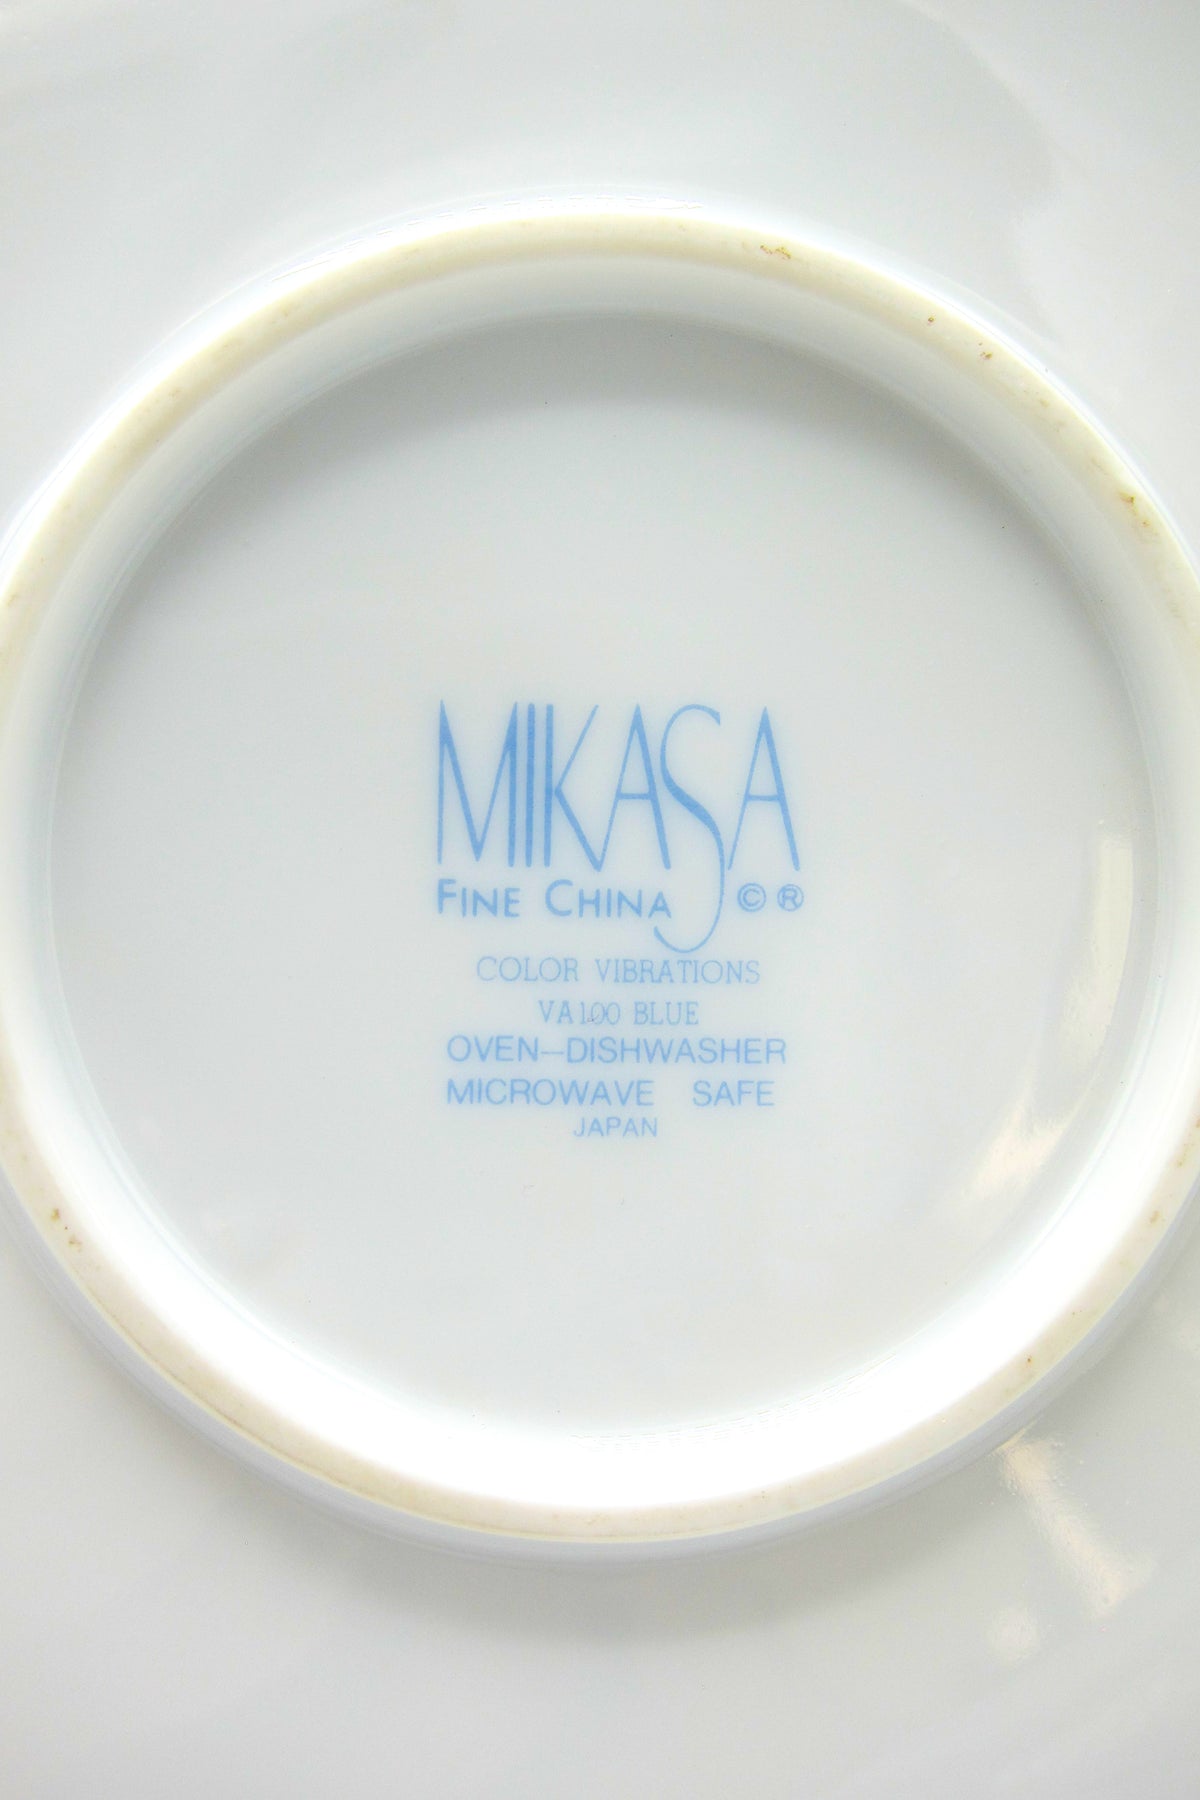 MIKASA
FINE CHINA ©®
COLOR VIBRATIONS
VA100 BLUE
OVEN—DISHWASHER
MICROWAVE SAFE
JAPAN